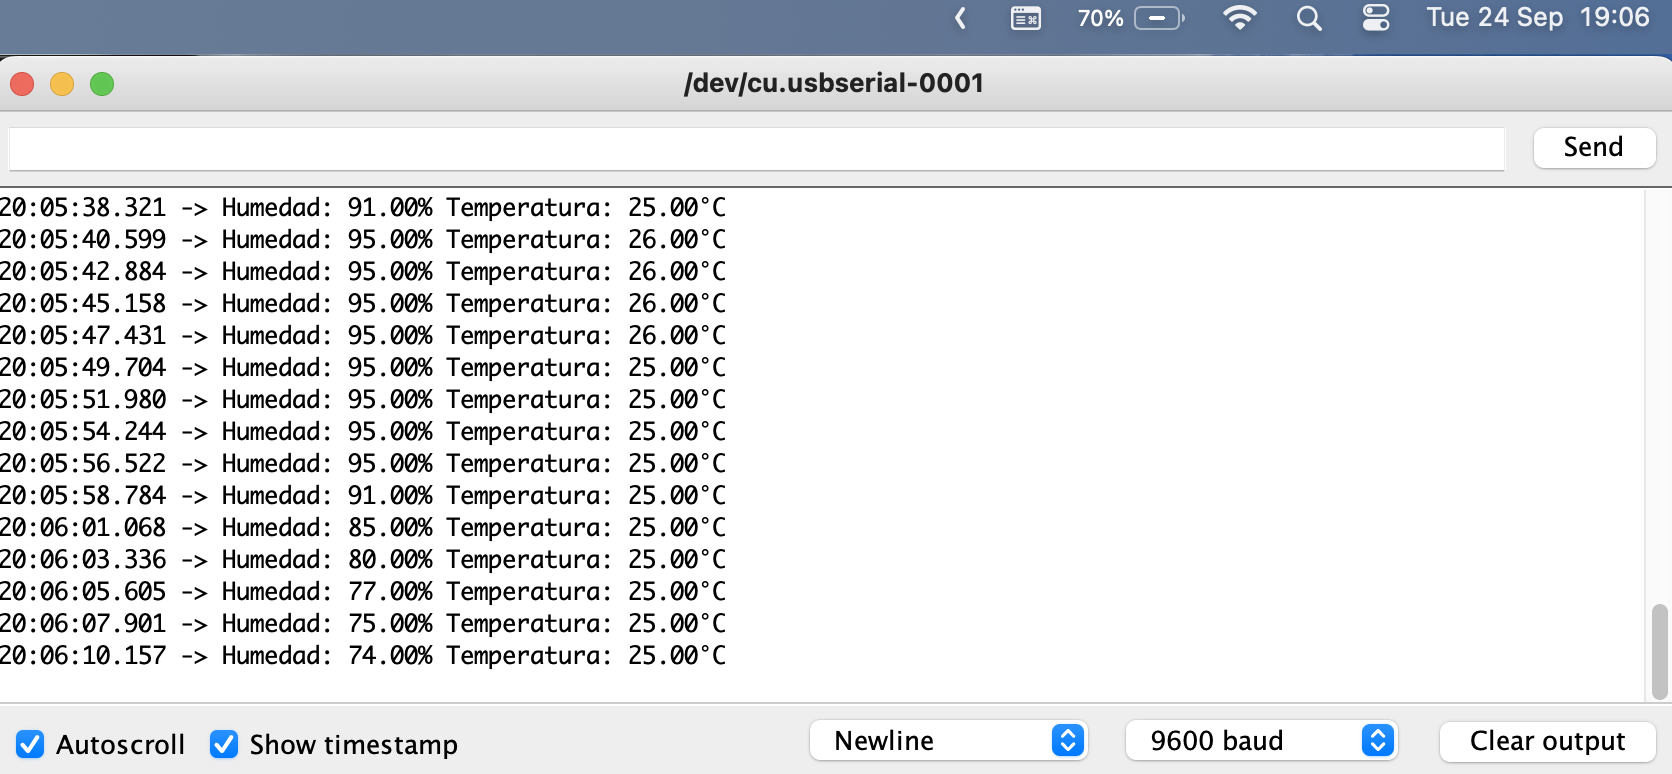 70% Tue 24 Sep 19:06
/dev/cu.usbserial-0001
Send
20:05:38.321 -> Humedad: 91.00% Temperatura: 25.00°C
20:05:40.599 -> Humedad: 95.00% Temperatura: 26.00°C
20:05:42.884 -> Humedad: 95.00% Temperatura: 26.00°C
20:05:45.158 -> Humedad: 95.00% Temperatura: 26.00°C
20:05:47.431 -> Humedad: 95.00% Temperatura: 26.00°C
20:05:49.704 -> Humedad: 95.00% Temperatura: 25.00°C
20:05:51.980 -> Humedad: 95.00% Temperatura: 25.00°C
20:05:54.244 -> Humedad: 95.00% Temperatura: 25.00°C
20:05:56.522 -> Humedad: 95.00% Temperatura: 25.00°C
20:05:58.784 -> Humedad: 91.00% Temperatura: 25.00°C
20:06:01.068 -> Humedad: 85.00% Temperatura: 25.00°C
20:06:03.336 -> Humedad: 80.00% Temperatura: 25.00°C
20:06:05.605 -> Humedad: 77.00% Temperatura: 25.00°C
20:06:07.901 -> Humedad: 75.00% Temperatura: 25.00°C
20:06:10.157 -> Humedad: 74.00% Temperatura: 25.00°C
Autoscroll Show timestamp Newline 9600 baud Clear output